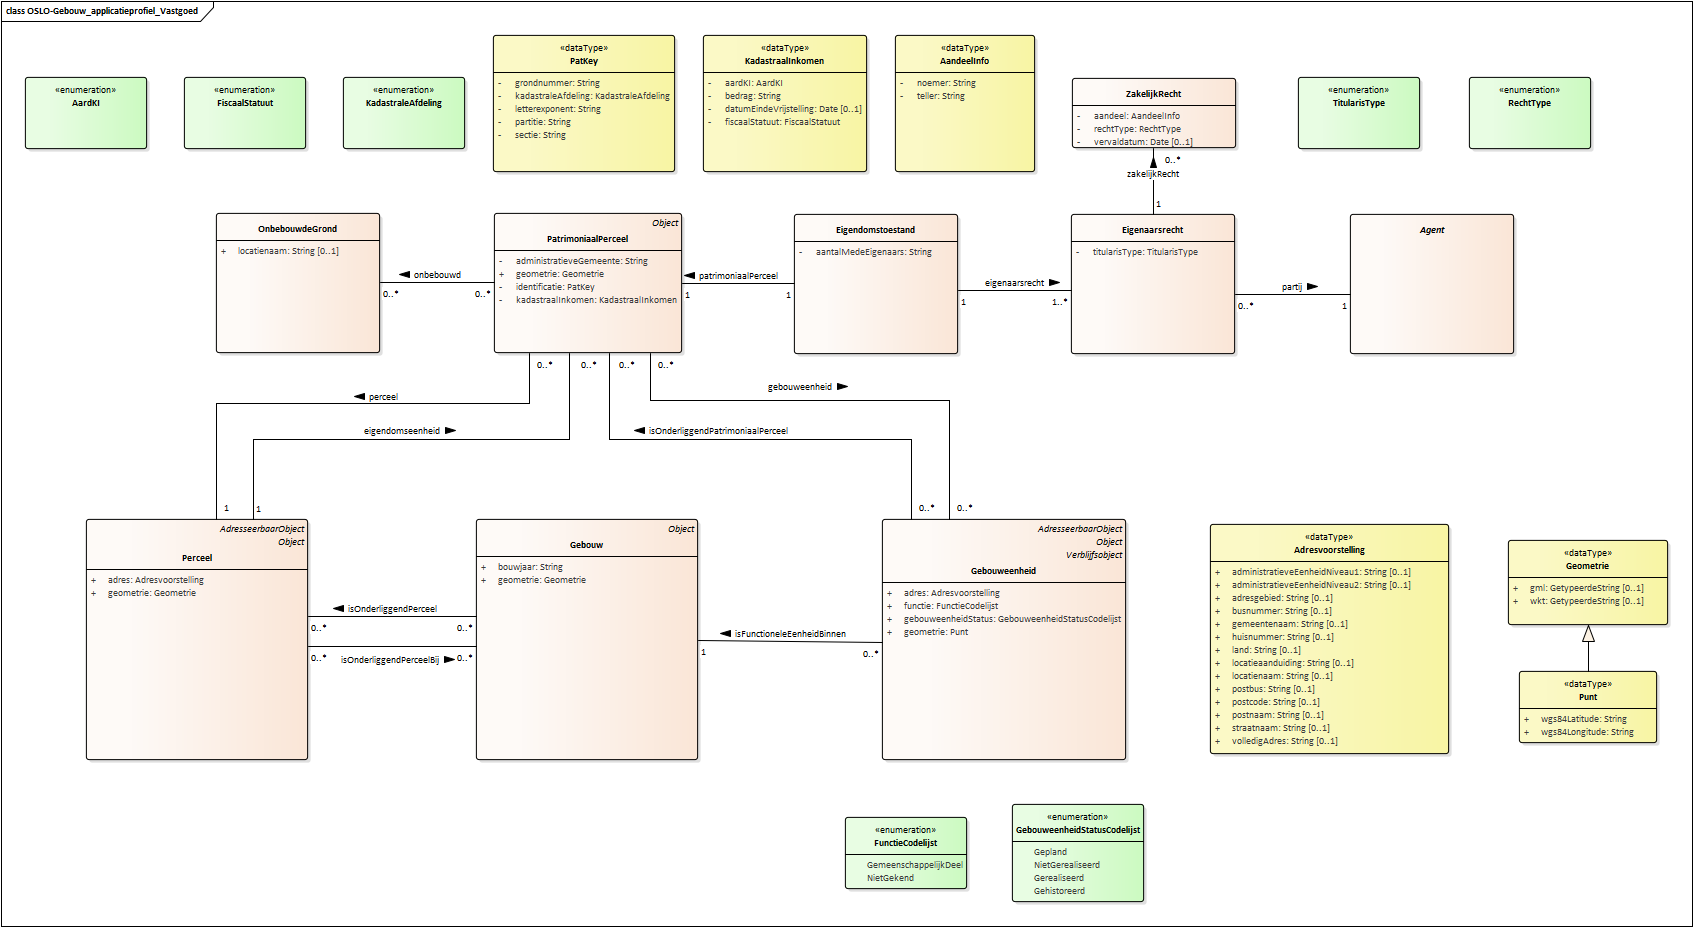 class OSLO-Gebouw_applicatieprofiel_Vastgoed
«enumeration»
AardKI
«enumeration»
FiscaalStatuut
«enumeration»
KadastraleAfdeling
«dataType»
PatKey
- grondnummer: String
- kadastraleAfdeling: KadastraleAfdeling
- letterexponent: String
- partitie: String
- sectie: String
«dataType»
KadastraalInkomen
- aardKI: AardKI
- bedrag: String
- datumEindeVrijstelling: Date [0..1]
- fiscaalStatuut: FiscaalStatuut
«dataType»
AandeelInfo
- noemer: String
- teller: String
ZakelijkRecht
- aandeel: AandeelInfo
- rechtType: RechtType
- vervaldatum: Date [0..1]
«enumeration»
TitularisType
«enumeration»
RechtType
0..*
zakelijkRecht
1
OnbebouwdeGrond
+ locatienaam: String [0..1]
onbebouwd
0..*
0..*
Object
PatrimoniaalPerceel
- administratieveGemeente: String
+ geometrie: Geometrie
- identificatie: PatKey
- kadastraalInkomen: KadastraalInkomen
patrimoniaalPerceel
1
1
Eigendomstoestand
- aantalMedeEigenaars: String
eigenaarsrecht
1
1..*
Eigenaarsrecht
- titularisType: TitularisType
partij
0..*
1
Agent
0..*
0..*
0..*
0..*
perceel
gebouweenheid
eigendomseenheid
isOnderliggendPatrimoniaalPerceel
1
1
0..*
0..*
AdresseerbaarObject
Object
Perceel
+ adres: Adresvoorstelling
+ geometrie: Geometrie
isOnderliggendPerceel
0..*
0..*
0..*
isOnderliggendPerceelBij
0..*
Object
Gebouw
+ bouwjaar: String
+ geometrie: Geometrie
isFunctioneleEenheidBinnen
1
0..*
AdresseerbaarObject
Object
Verblijfsobject
Gebouweenheid
+ adres: Adresvoorstelling
+ functie: FunctieCodelijst
+ gebouweenheidStatus: GebouweenheidStatusCodelijst
+ geometrie: Punt
«dataType»
Adresvoorstelling
+ administratieveEenheidNiveau1: String [0..1]
+ administratieveEenheidNiveau2: String [0..1]
+ adresgebied: String [0..1]
+ busnummer: String [0..1]
+ gemeentenaam: String [0..1]
+ huisnummer: String [0..1]
+ land: String [0..1]
+ locatieaanduiding: String [0..1]
+ locatienaam: String [0..1]
+ postbus: String [0..1]
+ postcode: String [0..1]
+ postnaam: String [0..1]
+ straatnaam: String [0..1]
+ volledigAdres: String [0..1]
«dataType»
Geometrie
+ gml: GetypeerdeString [0..1]
+ wkt: GetypeerdeString [0..1]
«dataType»
Punt
+ wgs84Latitude: String
+ wgs84Longitude: String
«enumeration»
FunctieCodelijst
GemeenschappelijkDeel
NietGekend
«enumeration»
GebouweenheidStatusCodelijst
Gepland
NietGerealiseerd
Gerealiseerd
Gehistoreerd